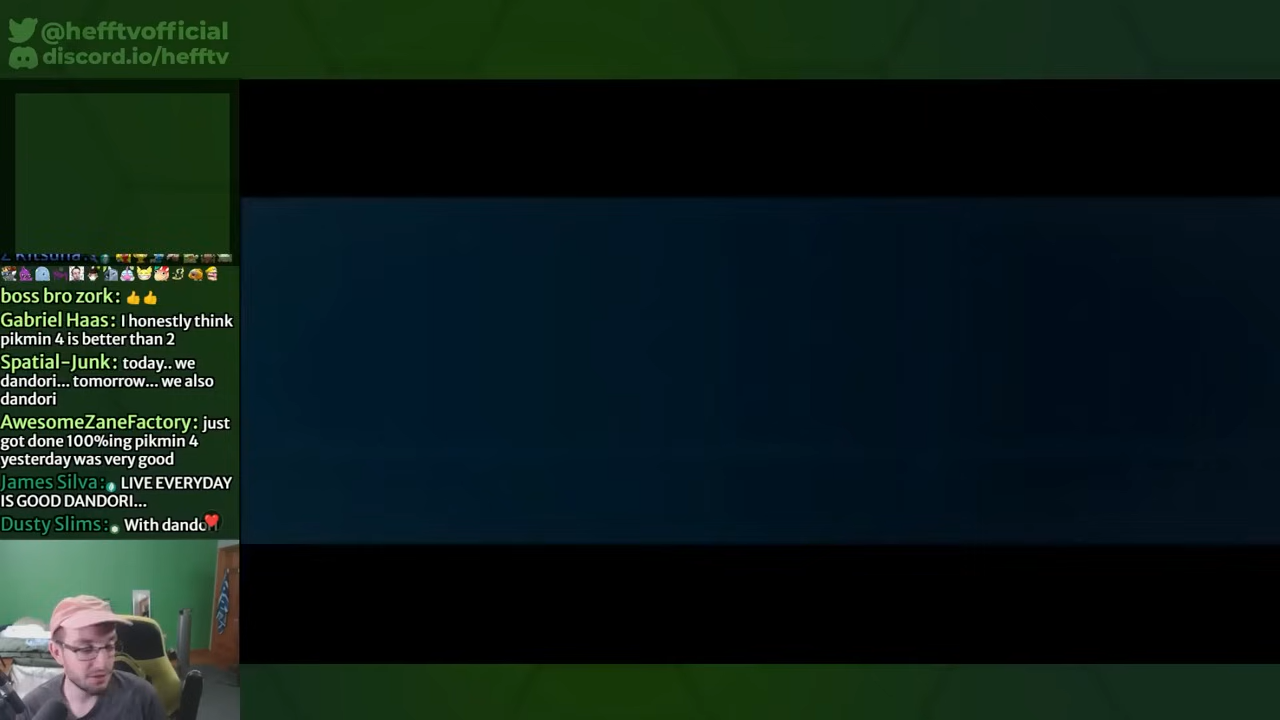 @hefftvofficial
discord.io/hefftv
boss bro zork:
Gabriel Haas: I honestly think
pikmin 4 is better than 2
Spatial-Junk: today.. we
dandori... tomorrow... we also
dandori
AwesomeZaneFactory: just
got done 100%ing pikmin 4
yesterday was very good
James Silva: LIVE EVERYDAY
IS GOOD DANDORI...
Dusty Slims: With